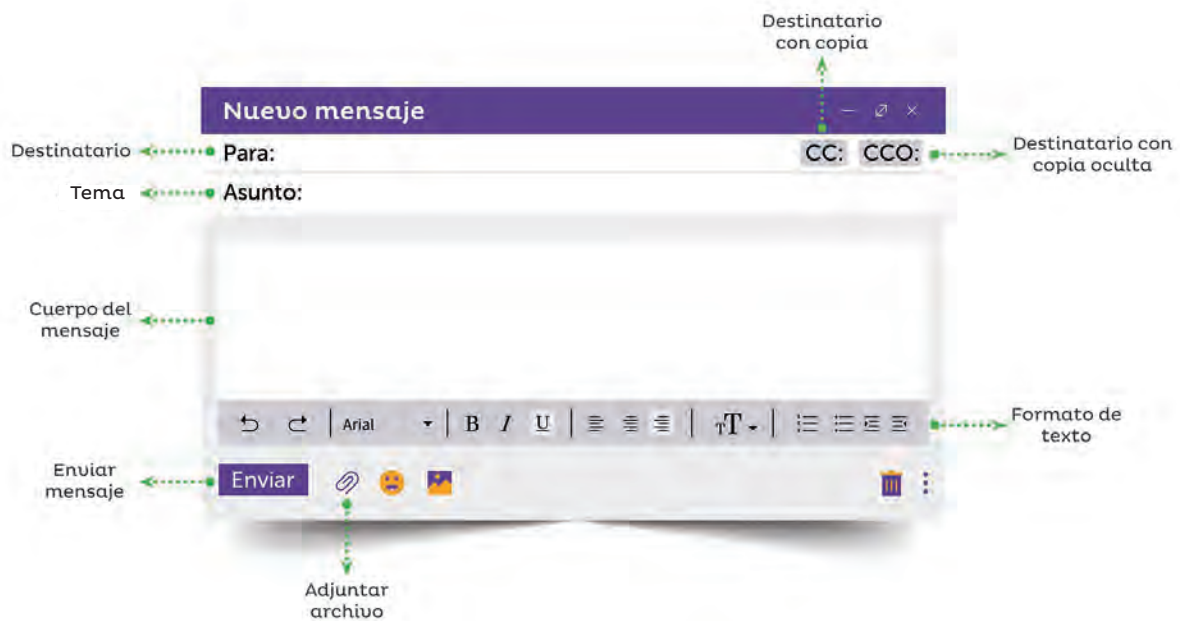 Destinatario
con copia
Nuevo mensaje
Destinatario
Para:
CC:
CCO:
Destinatario con
copia oculta
Tema
Asunto:
Cuerpo del
mensaje
Arial
B I U
TT
Formato de
texto
Enviar
mensaje
Enviar
Adjuntar
archivo